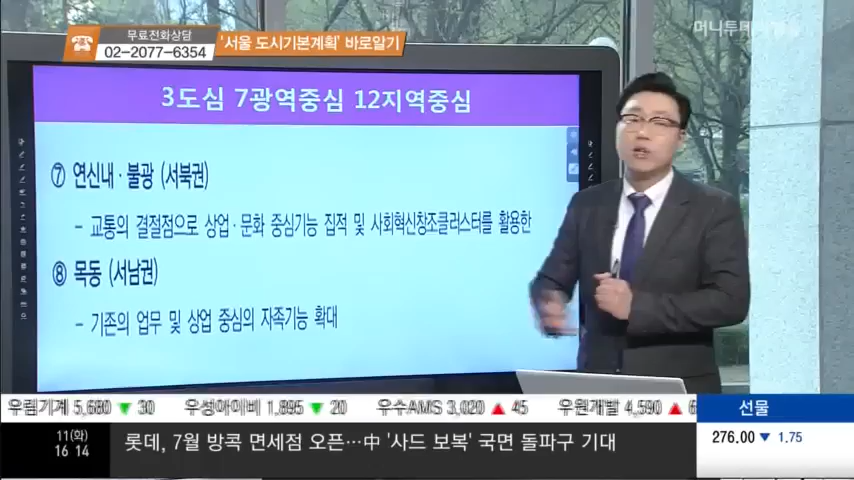 무료전화상담
02-2077-6354
'서울 도시기본계획' 바로알기
머니투데이
3도심 7광역중심 12지역중심
⑦ 연신내·불광 (서북권)
- 교통의 결절점으로 상업·문화 중심기능 집적 및 사회혁신창조클러스터를 활용한
⑧ 목동 (서남권)
- 기존의 업무 및 상업 중심의 자족기능 확대
우림기계 5,680 ▼ 30 우성아이비 1,895 ▼ 20 우수AMS 3,020 ▲ 45 우원개발 4,590 ▲ 6
선물
276.00 ▼ 1.75
11(화)
16 14
롯데, 7월 방콕 면세점 오픈…中 '사드 보복' 국면 돌파구 기대